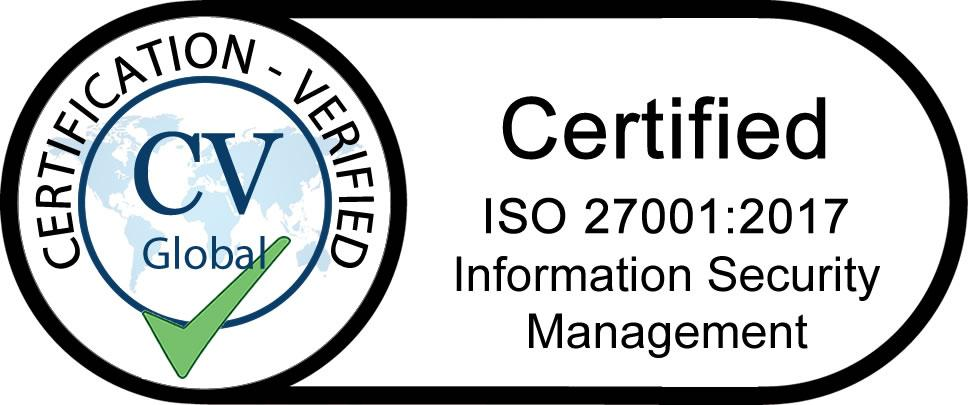 CERTIFICATION - VERIFIED
CV
Global
Certified
ISO 27001:2017
Information Security
Management